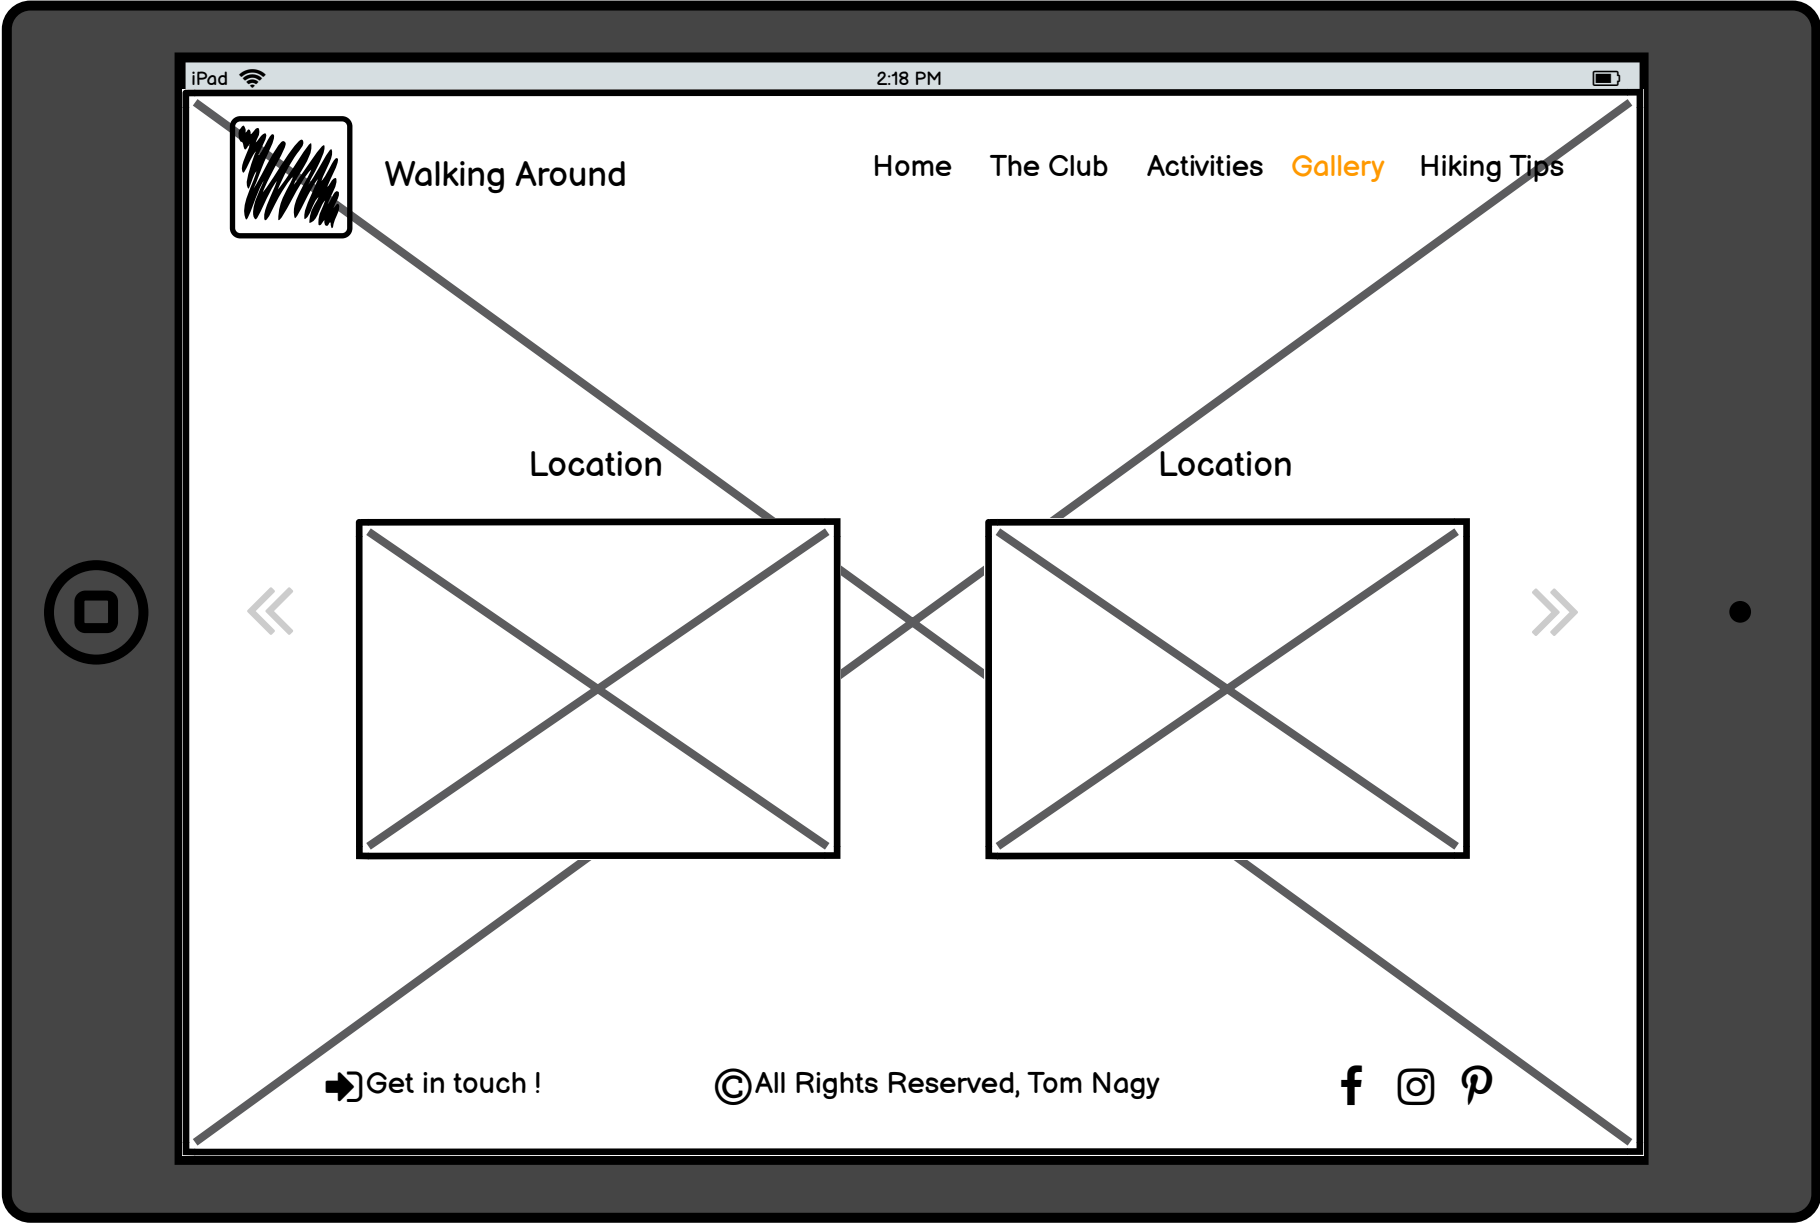 iPad
2:18 PM
Walking Around
Home The Club Activities Gallery Hiking Tips
Location
Location
Get in touch !
©All Rights Reserved, Tom Nagy